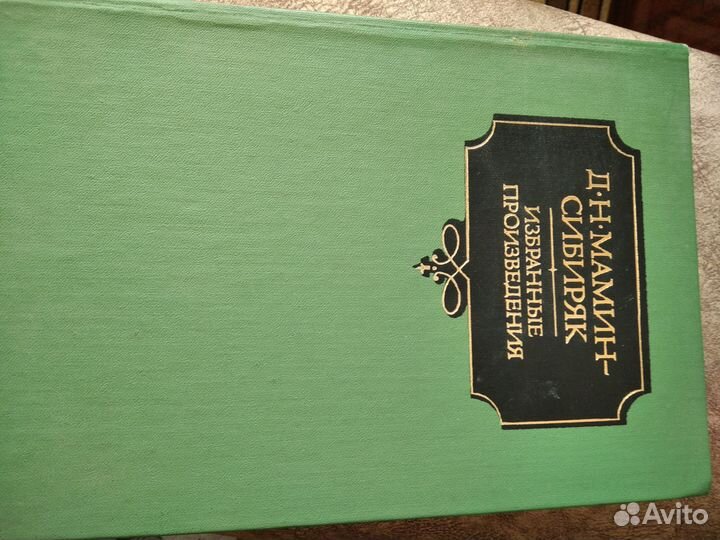 Д·Н·МАМИН-
СИБИРЯК
ИЗБРАННЫЕ
ПРОИЗВЕДЕНИЯ
Avito